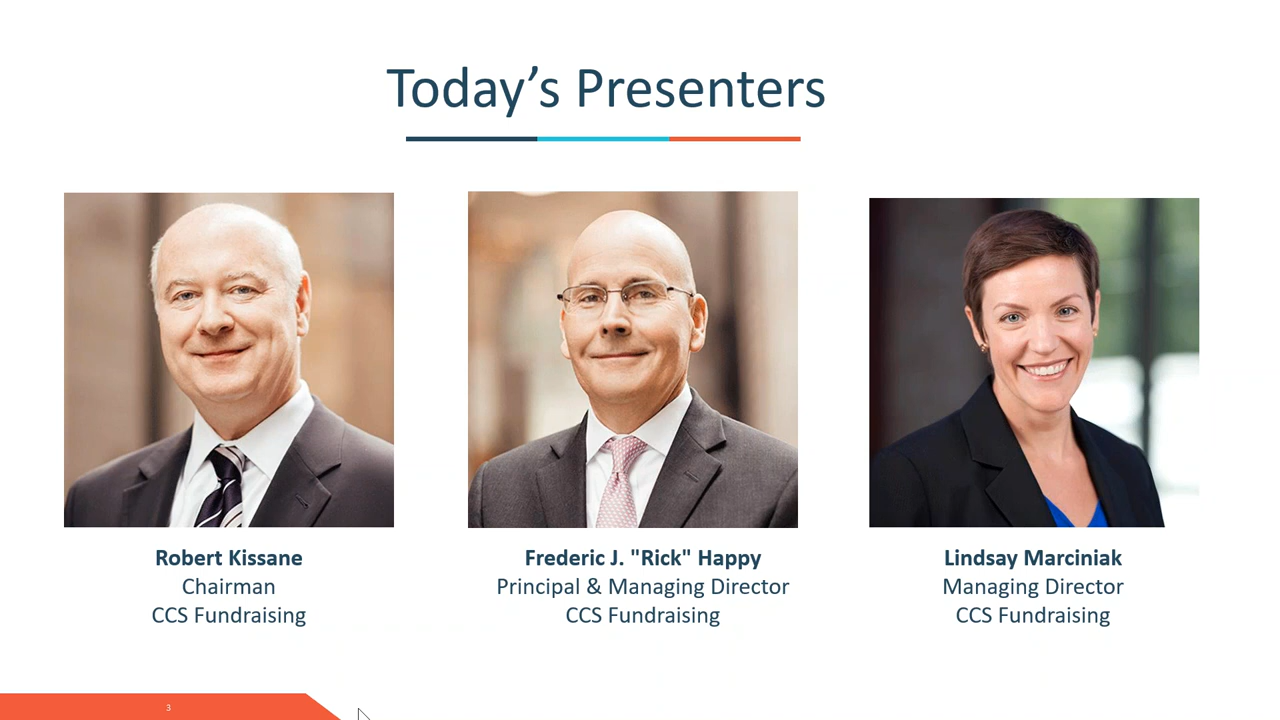 Today’s Presenters
Robert Kissane
Chairman
CCS Fundraising
Frederic J. "Rick" Happy
Principal & Managing Director
CCS Fundraising
Lindsay Marciniak
Managing Director
CCS Fundraising
3